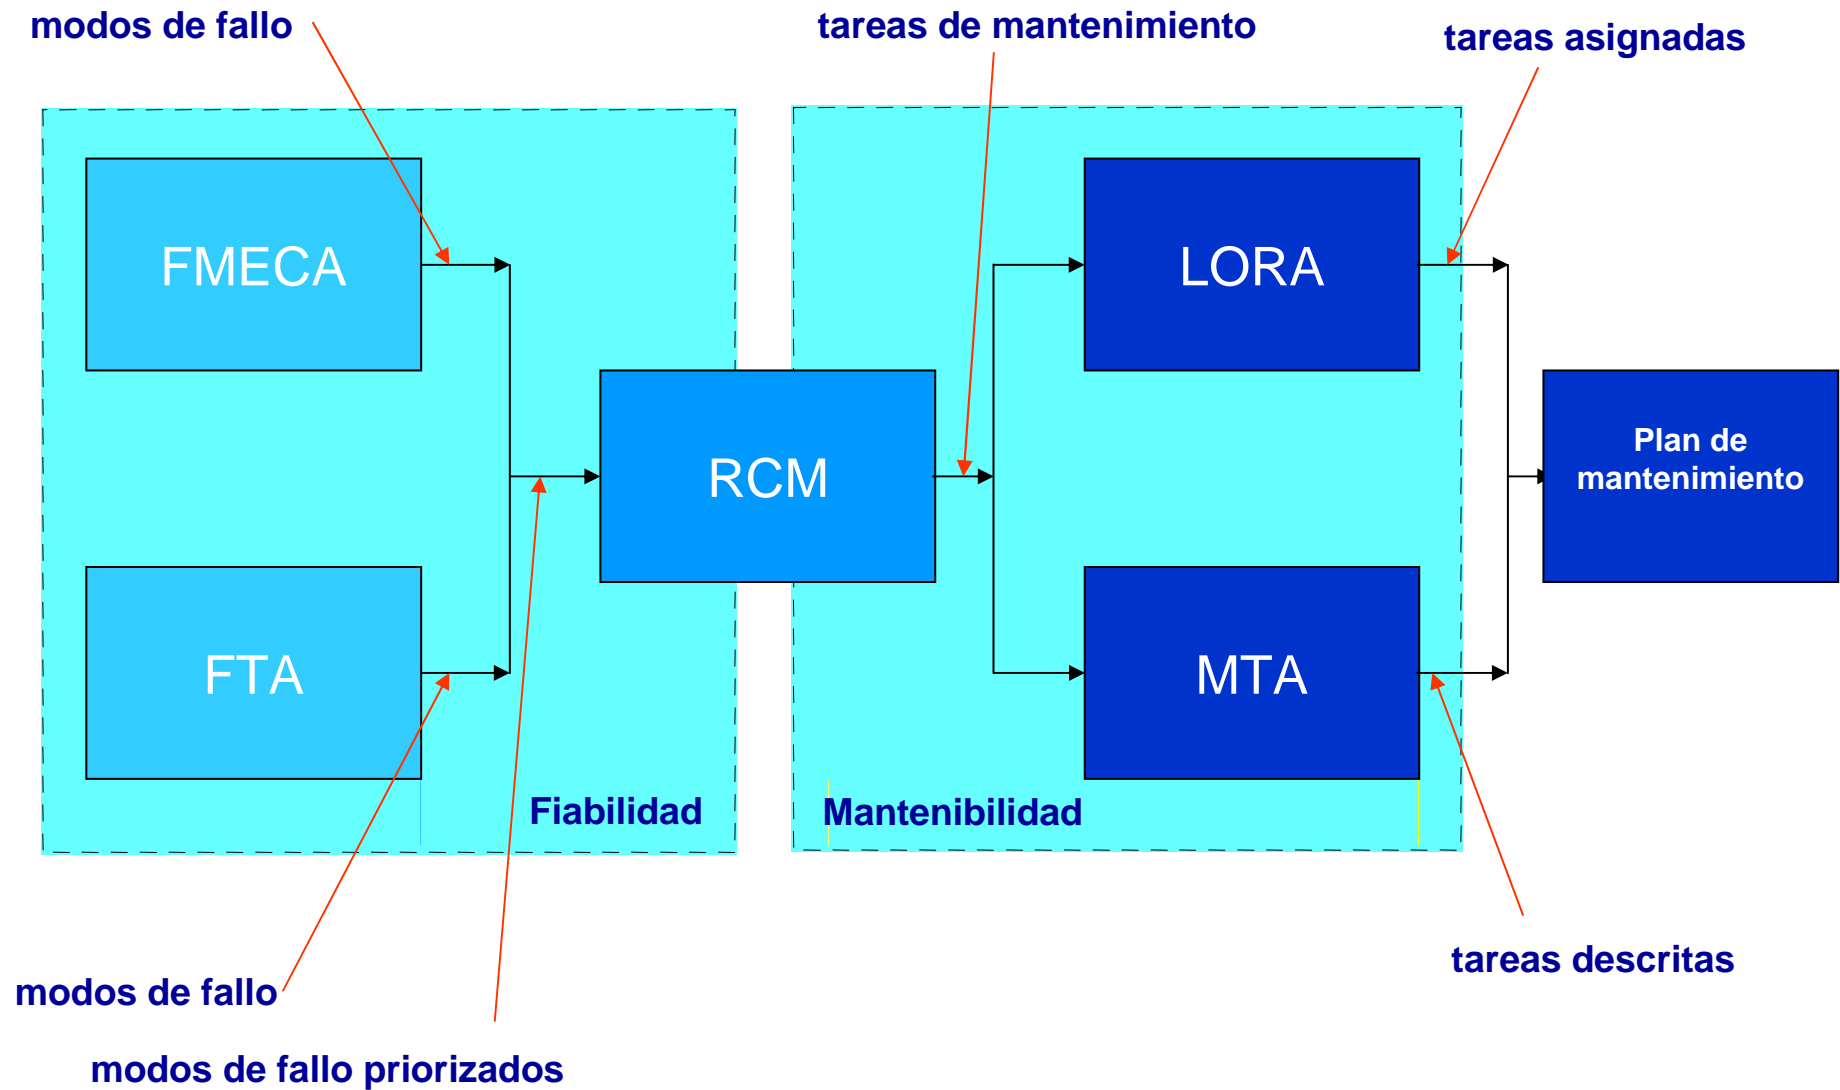 modos de fallo
tareas de mantenimiento
tareas asignadas
FMECA
LORA
RCM
Plan de
mantenimiento
FTA
MTA
Fiabilidad
Mantenibilidad
tareas descritas
modos de fallo
modos de fallo priorizados